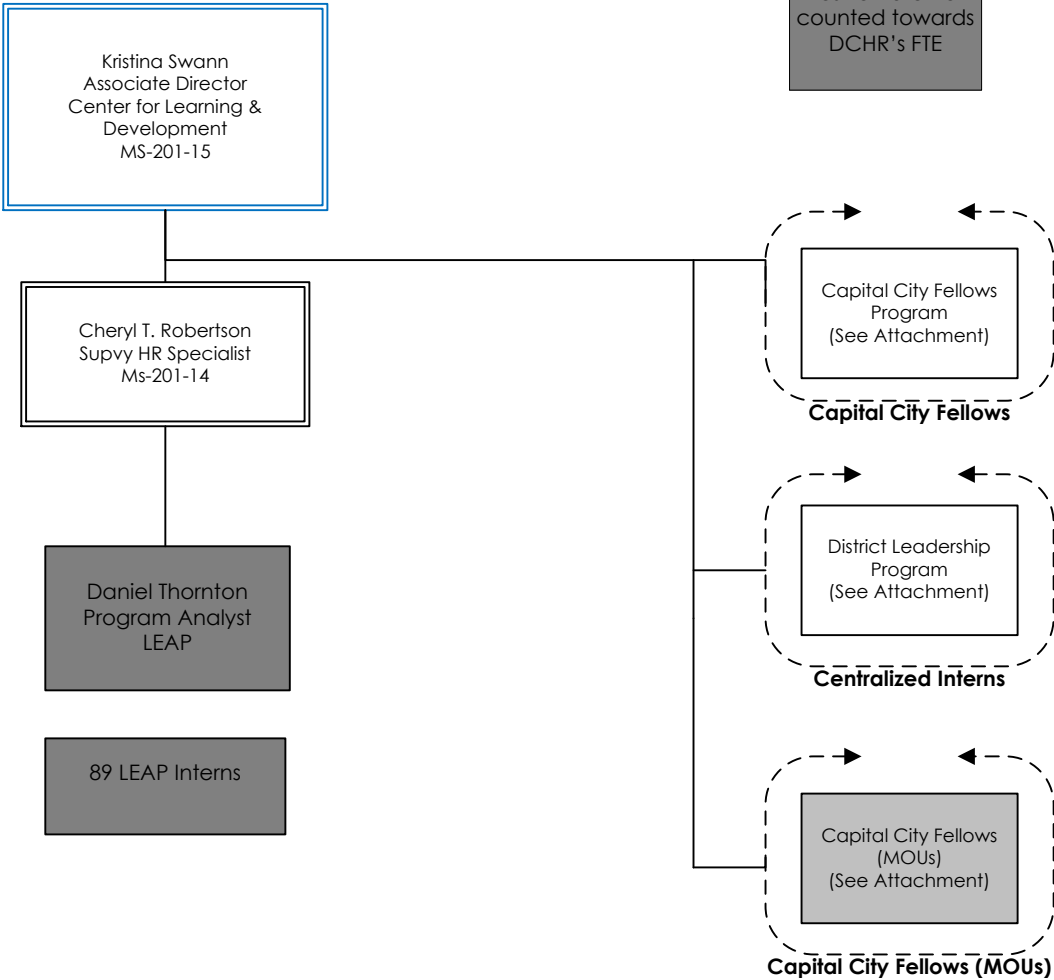 counted towards
DCHR’s FTE
Kristina Swann
Associate Director
Center for Learning &
Development
MS-201-15
Cheryl T. Robertson
Supvy HR Specialist
Ms-201-14
Daniel Thornton
Program Analyst
LEAP
89 LEAP Interns
Capital City Fellows
Program
(See Attachment)
Capital City Fellows
District Leadership
Program
(See Attachment)
Centralized Interns
Capital City Fellows
(MOUs)
(See Attachment)
Capital City Fellows (MOUs)